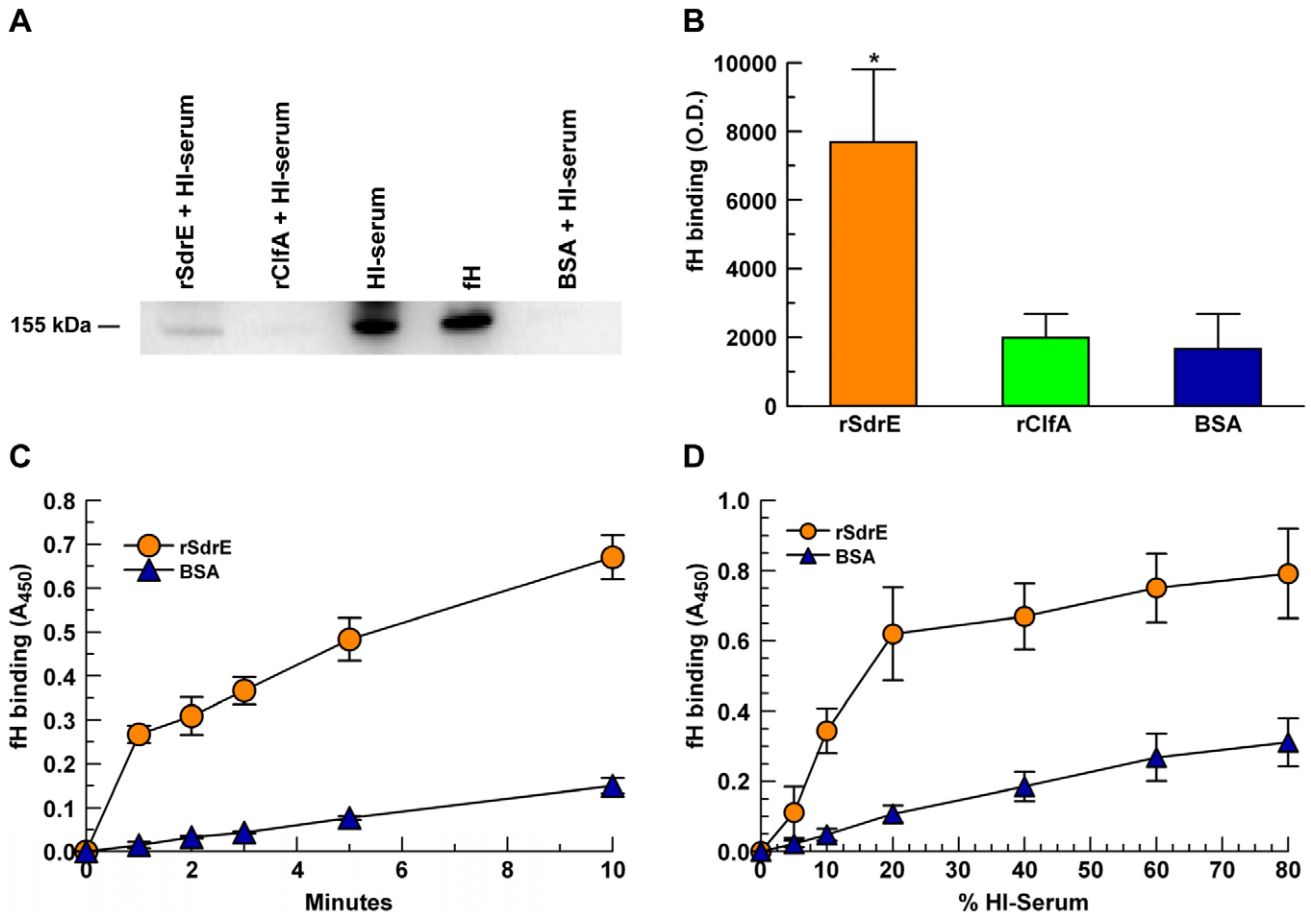 A
rSdrE + HI-serum
rClfA + HI-serum
HI-serum
fH
BSA + HI-serum
155 kDa
B
fH binding (O.D.)
10000
8000
6000
4000
2000
0
*
rSdrE
rClfA
BSA
C
fH binding (A450)
0.8
0.7
0.6
0.5
0.4
0.3
0.2
0.1
0.0
rSdrE
BSA
0
2
4
6
8
10
Minutes
D
fH binding (A450)
1.0
0.8
0.6
0.4
0.2
0.0
rSdrE
BSA
0
10
20
30
40
50
60
70
80
% HI-Serum